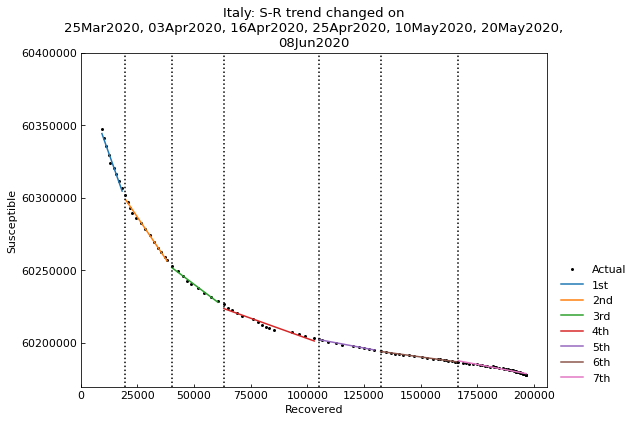 Italy: S-R trend changed on
25Mar2020, 03Apr2020, 16Apr2020, 25Apr2020, 10May2020, 20May2020,
08Jun2020
60400000
60350000
60300000
60250000
60200000
Susceptible
0
25000
50000
75000
100000
125000
150000
175000
200000
Recovered
Actual
1st
2nd
3rd
4th
5th
6th
7th